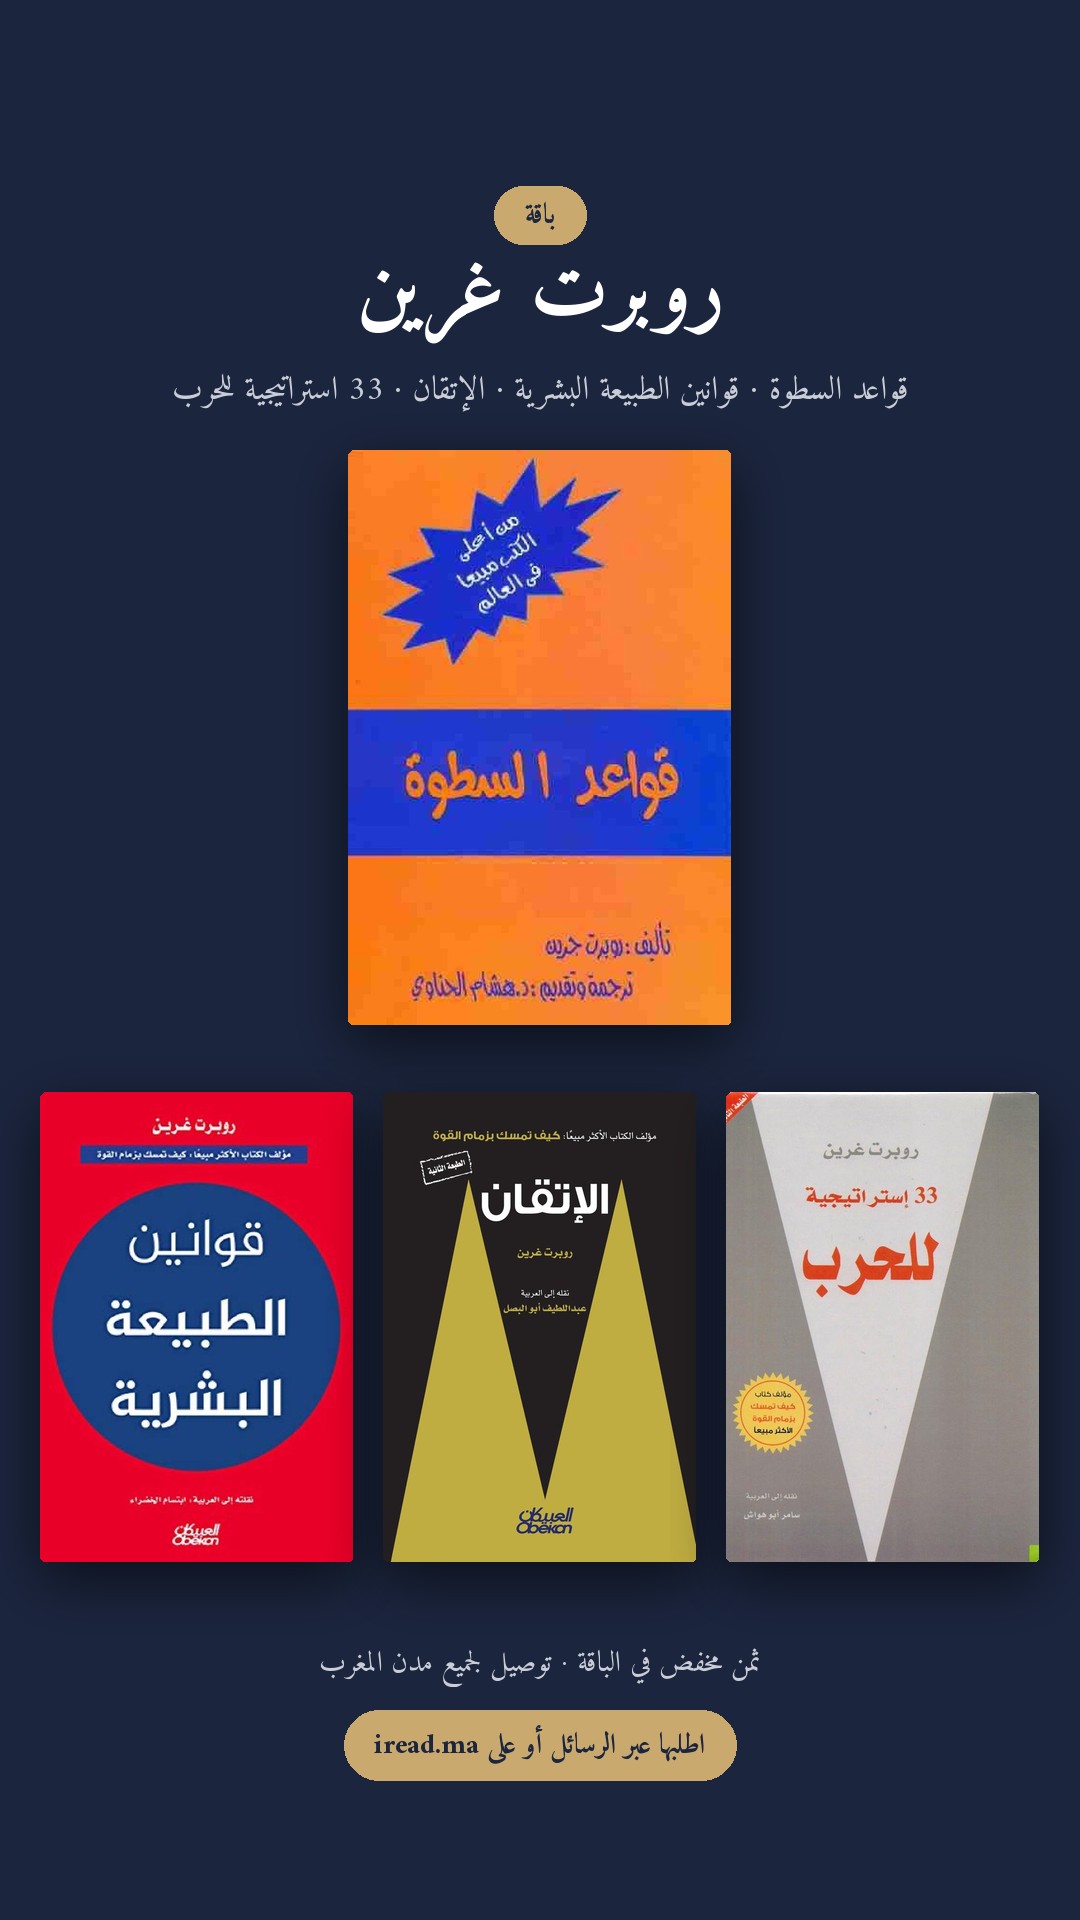 باقة
روبرت غرين
قواعد السطوة · قوانين الطبيعة البشرية · الإتقان · 33 استراتيجية للحرب
من أعلى
الكتب مبيعا
في العالم
قواعد السطوة
تأليف : روبرت جرين
ترجمة وتقديم : د.هشام الحناوي
روبرت غرين
مؤلف الكتاب الأكثر مبيعًا : كيف تمسك بزمام القوة
قوانين
الطبيعة
البشرية
نقلته إلى العربية : ابتسام الخضراء
العبيكان
Obëkan
مؤلف الكتاب الأكثر مبيعًا: كيف تمسك بزمام القوة
الطبعة الثانية
الإتقان
روبرت غرين
نقله إلى العربية
عبداللطيف أبو البصل
العبيكان
Obëkan
روبرت غرين
33 إستراتيجية
للحرب
مؤلف كتاب
كيف تمسك
بزمام القوة
الأكثر مبيعاً
نقله إلى العربية
سامر أبو هواش
ثمن مخفض في الباقة · توصيل لجميع مدن المغرب
اطلبها عبر الرسائل أو على iread.ma